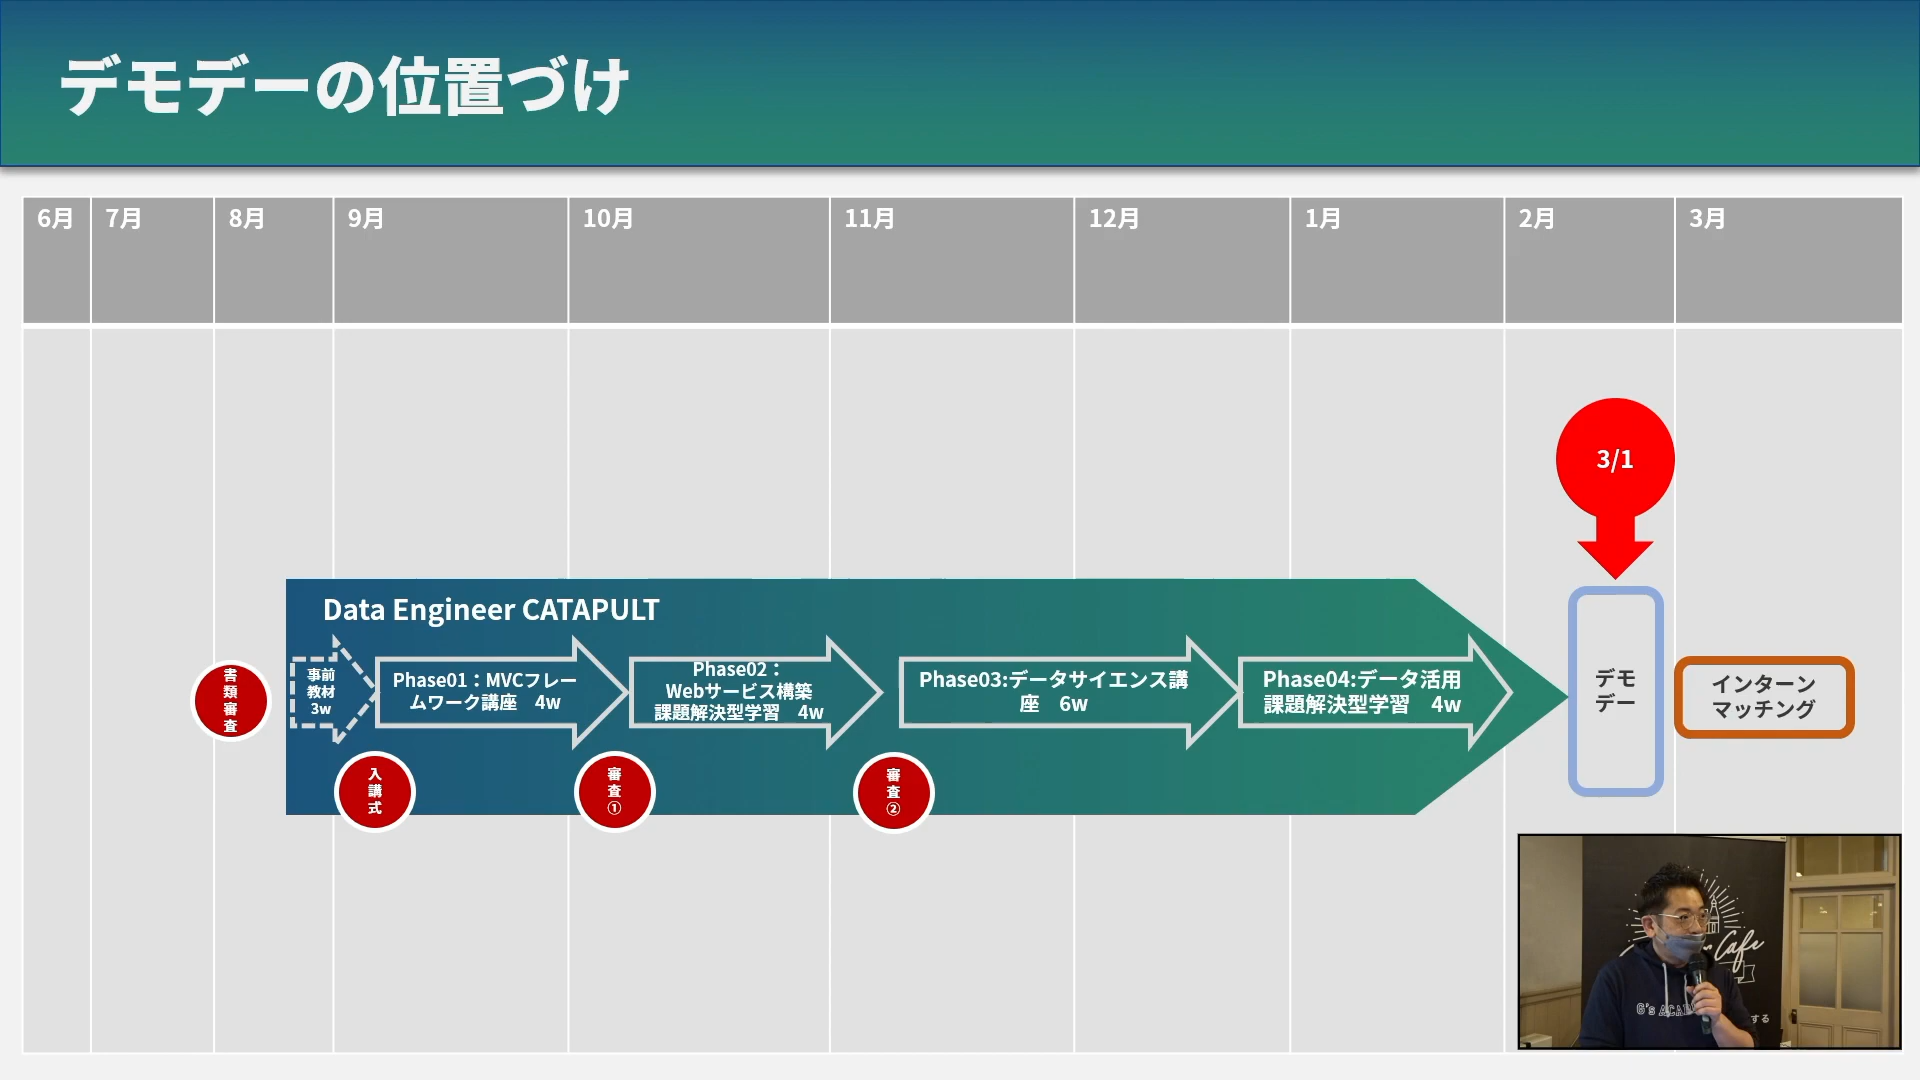 デモデーの位置づけ
6月
7月
8月
9月
10月
11月
12月
1月
2月
3月
3/1
Data Engineer CATAPULT
書
類
審
査
事前
教材
3w
Phase01：MVCフレー
ムワーク講座　4w
Phase02：
Webサービス構築
課題解決型学習　4w
Phase03:データサイエンス講
座　6w
Phase04:データ活用
課題解決型学習　4w
デモ
デー
インターン
マッチング
入
講
式
審
査
①
審
査
②
Cafe
G's ACAD
する